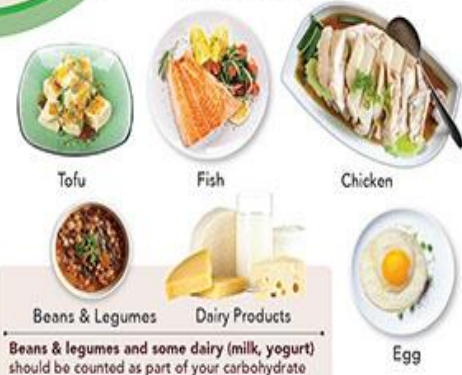 Tofu
Fish
Chicken
Beans & Legumes
Dairy Products
Egg
Beans & legumes and some dairy (milk, yogurt)
should be counted as part of your carbohydrate